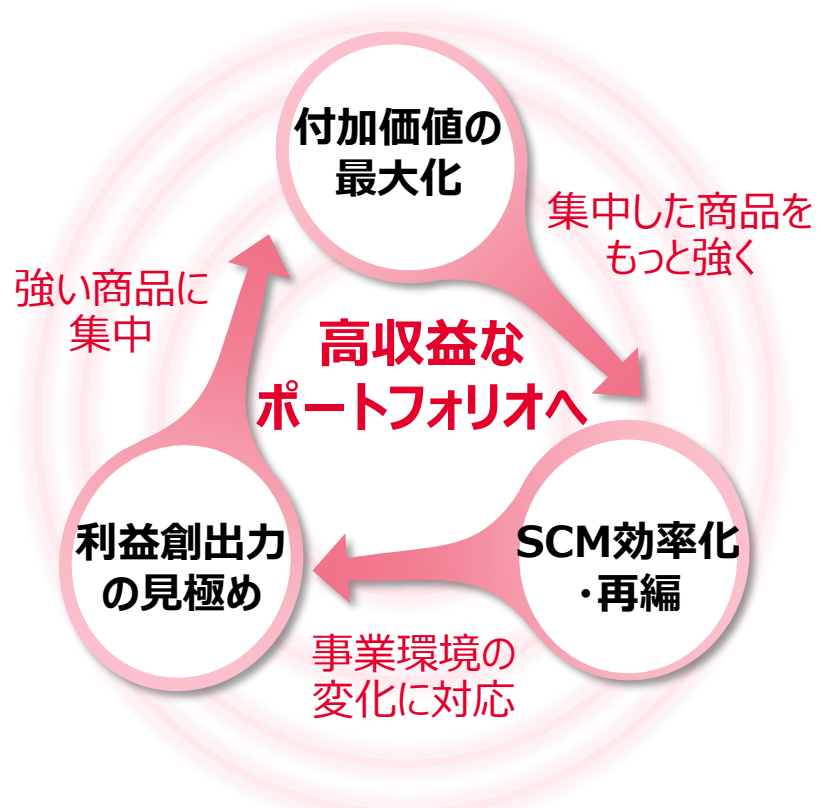 付加価値の
最大化
集中した商品を
もっと強く
強い商品に
集中
高収益な
ポートフォリオへ
利益創出力
の見極め
SCM効率化
・再編
事業環境の
変化に対応